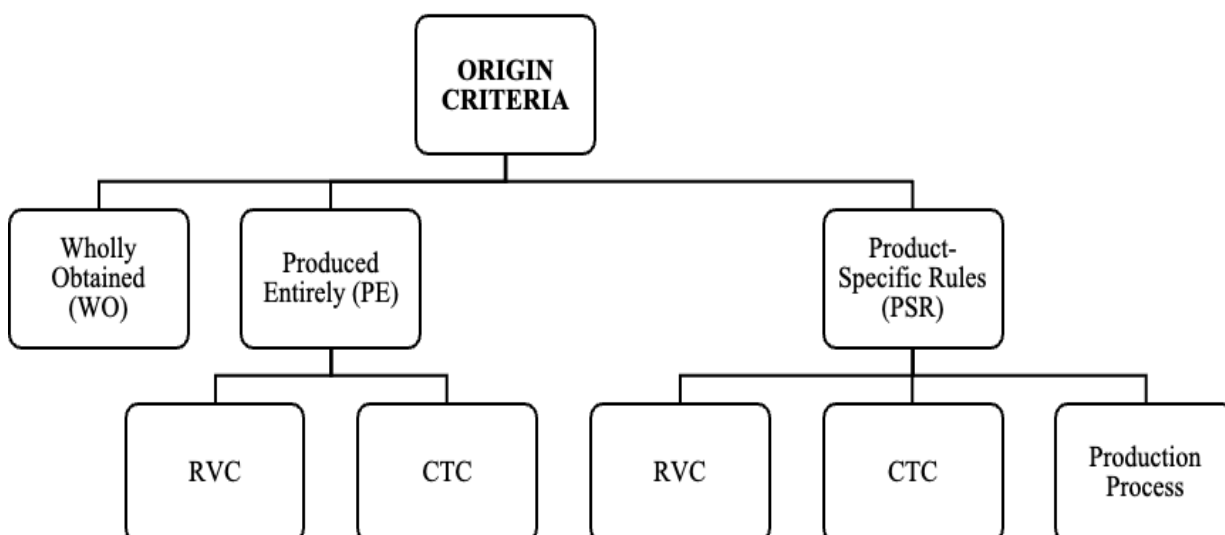 ORIGIN
CRITERIA
Wholly
Obtained
(WO)
Produced
Entirely (PE)
Product-
Specific Rules
(PSR)
RVC
CTC
RVC
CTC
Production
Process